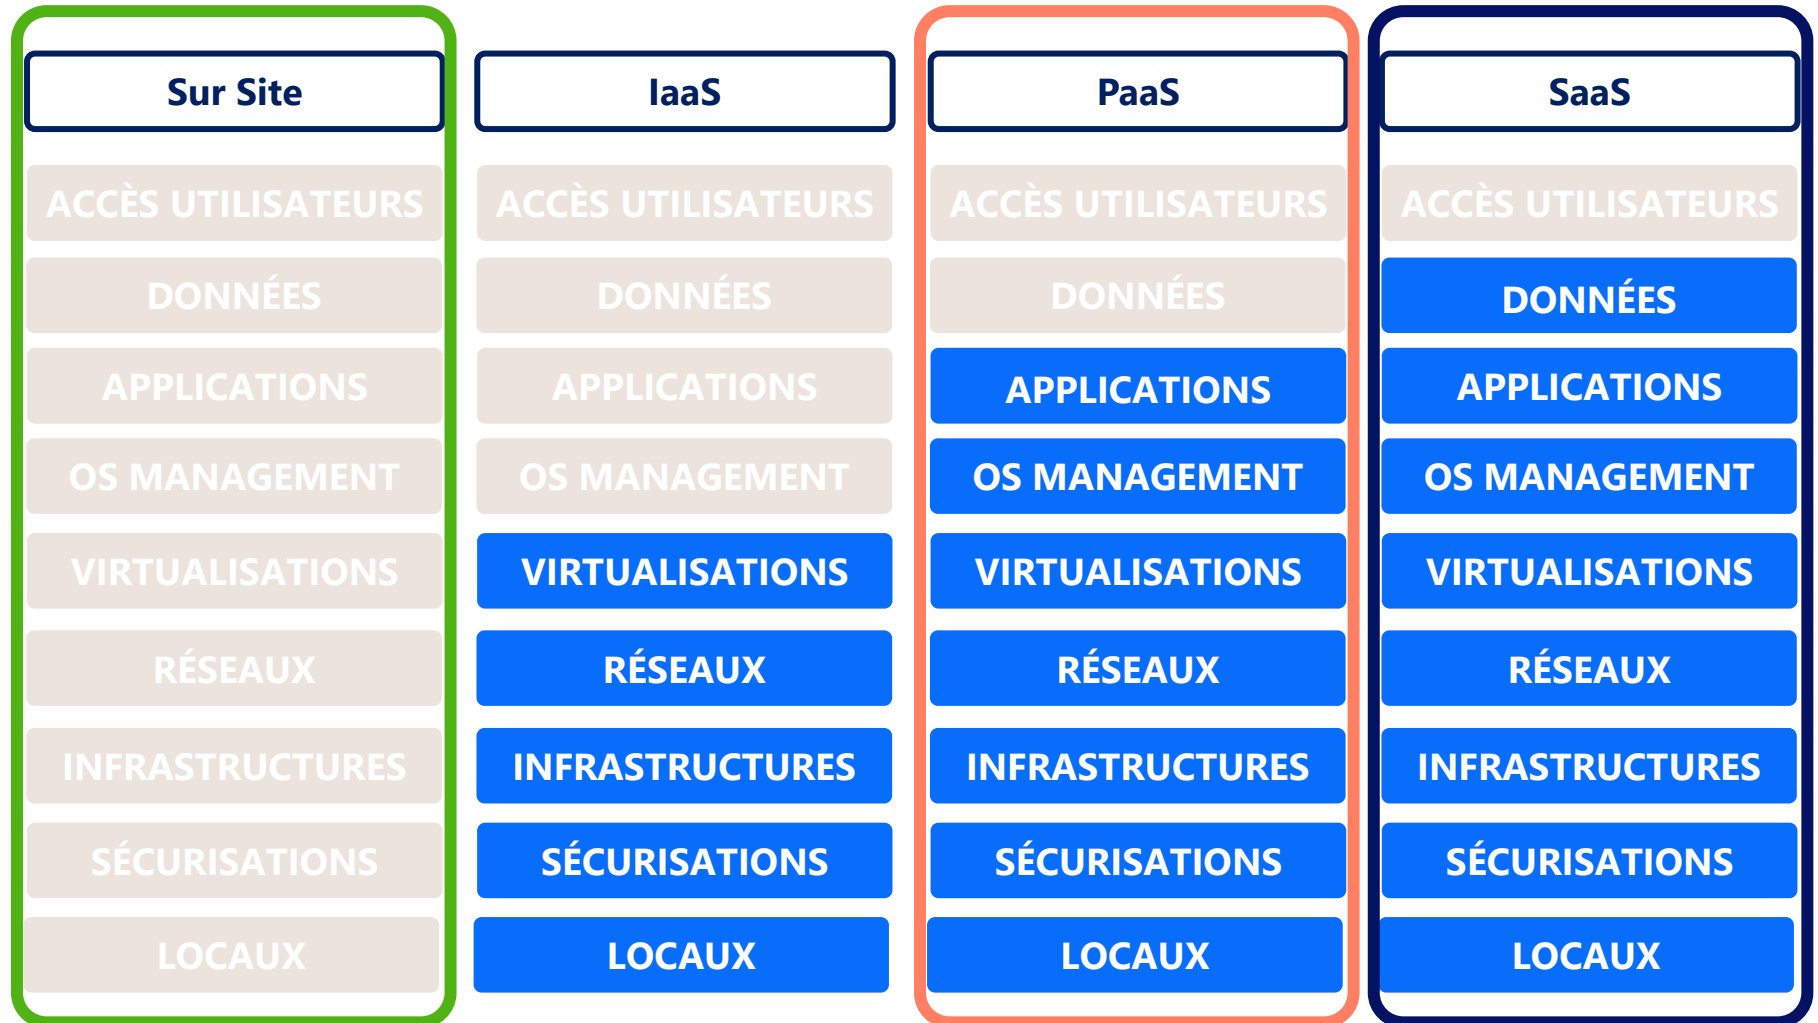 Sur Site
IaaS
PaaS
SaaS
ACCÈS UTILISATEURS
ACCÈS UTILISATEURS
ACCÈS UTILISATEURS
ACCÈS UTILISATEURS
DONNÉES
DONNÉES
DONNÉES
DONNÉES
APPLICATIONS
APPLICATIONS
APPLICATIONS
APPLICATIONS
OS MANAGEMENT
OS MANAGEMENT
OS MANAGEMENT
OS MANAGEMENT
VIRTUALISATIONS
VIRTUALISATIONS
VIRTUALISATIONS
VIRTUALISATIONS
RÉSEAUX
RÉSEAUX
RÉSEAUX
RÉSEAUX
INFRASTRUCTURES
INFRASTRUCTURES
INFRASTRUCTURES
INFRASTRUCTURES
SÉCURISATIONS
SÉCURISATIONS
SÉCURISATIONS
SÉCURISATIONS
LOCAUX
LOCAUX
LOCAUX
LOCAUX